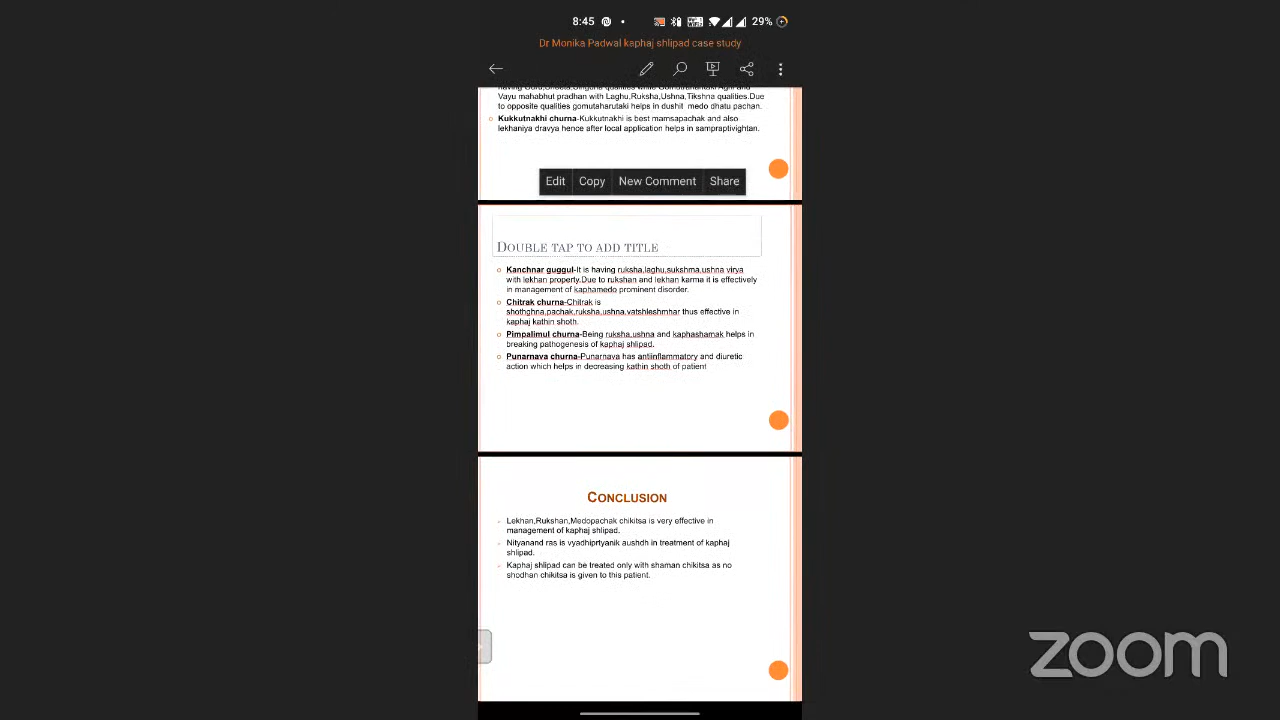 8:45 29%
Dr Monika Padwal kaphaj shlipad case study
Vayu mahabhut pradhan with Laghu,Ruksha,Ushna,Tikshna qualities.Due
to opposite qualities gomutaharutaki helps in dushit medo dhatu pachan.
Kukkutnakhi churna-Kukkutnakhi is best mamsapachak and also
lekhaniya dravya hence after local application helps in sampraptivightan.
Edit Copy New Comment Share
Double tap to add title
Kanchnar guggul-It is having ruksha,laghu,sukshma,ushna virya
with lekhan property.Due to rukshan and lekhan karma it is effectively
in management of kaphamedo prominent disorder.
Chitrak churna-Chitrak is
shothghna,pachak,ruksha,ushna,vatshleshmhar thus effective in
kaphaj kathin shoth.
Pimpalimul churna-Being ruksha,ushna and kaphashamak helps in
breaking pathogenesis of kaphaj shlipad.
Punarnava churna-Punarnava has antiinflammatory and diuretic
action which helps in decreasing kathin shoth of patient
Conclusion
Lekhan,Rukshan,Medopachak chikitsa is very effective in
management of kaphaj shlipad.
Nityanand ras is vyadhiprtyanik aushdh in treatment of kaphaj
shlipad.
Kaphaj shlipad can be treated only with shaman chikitsa as no
shodhan chikitsa is given to this patient.
zoom